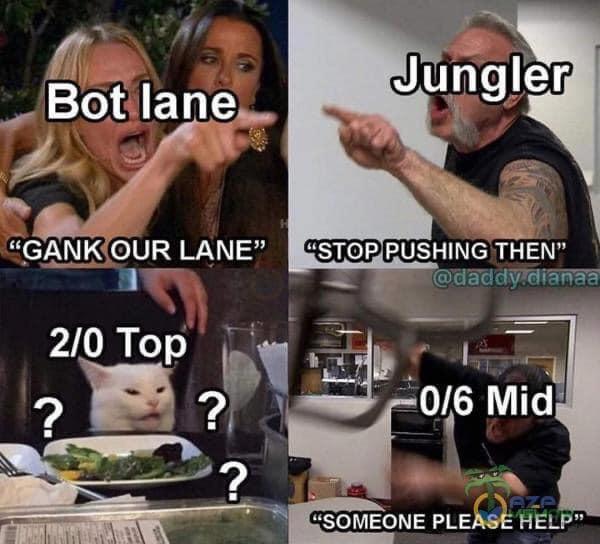 Bot lane
Jungler
“GANK OUR LANE”
“STOP PUSHING THEN”
@daddy.dianaa
2/0 Top
? ?
?
0/6 Mid
“SOMEONE PLEASE HELP”